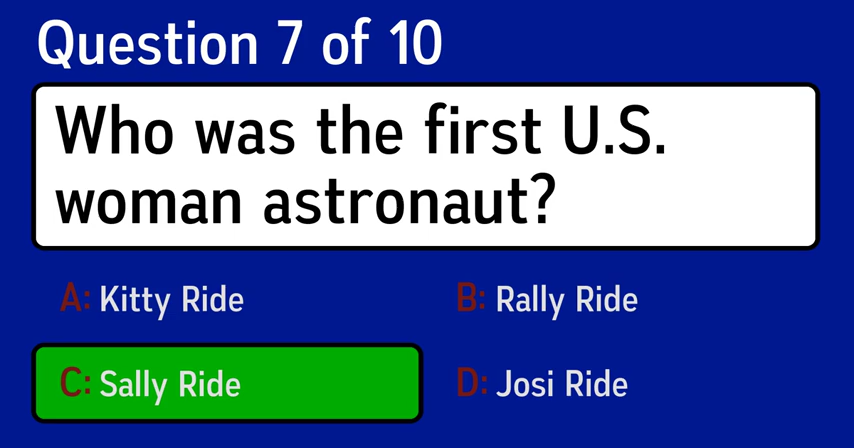 Question 7 of 10
Who was the first U.S.
woman astronaut?
A: Kitty Ride
B: Rally Ride
C: Sally Ride
D: Josi Ride